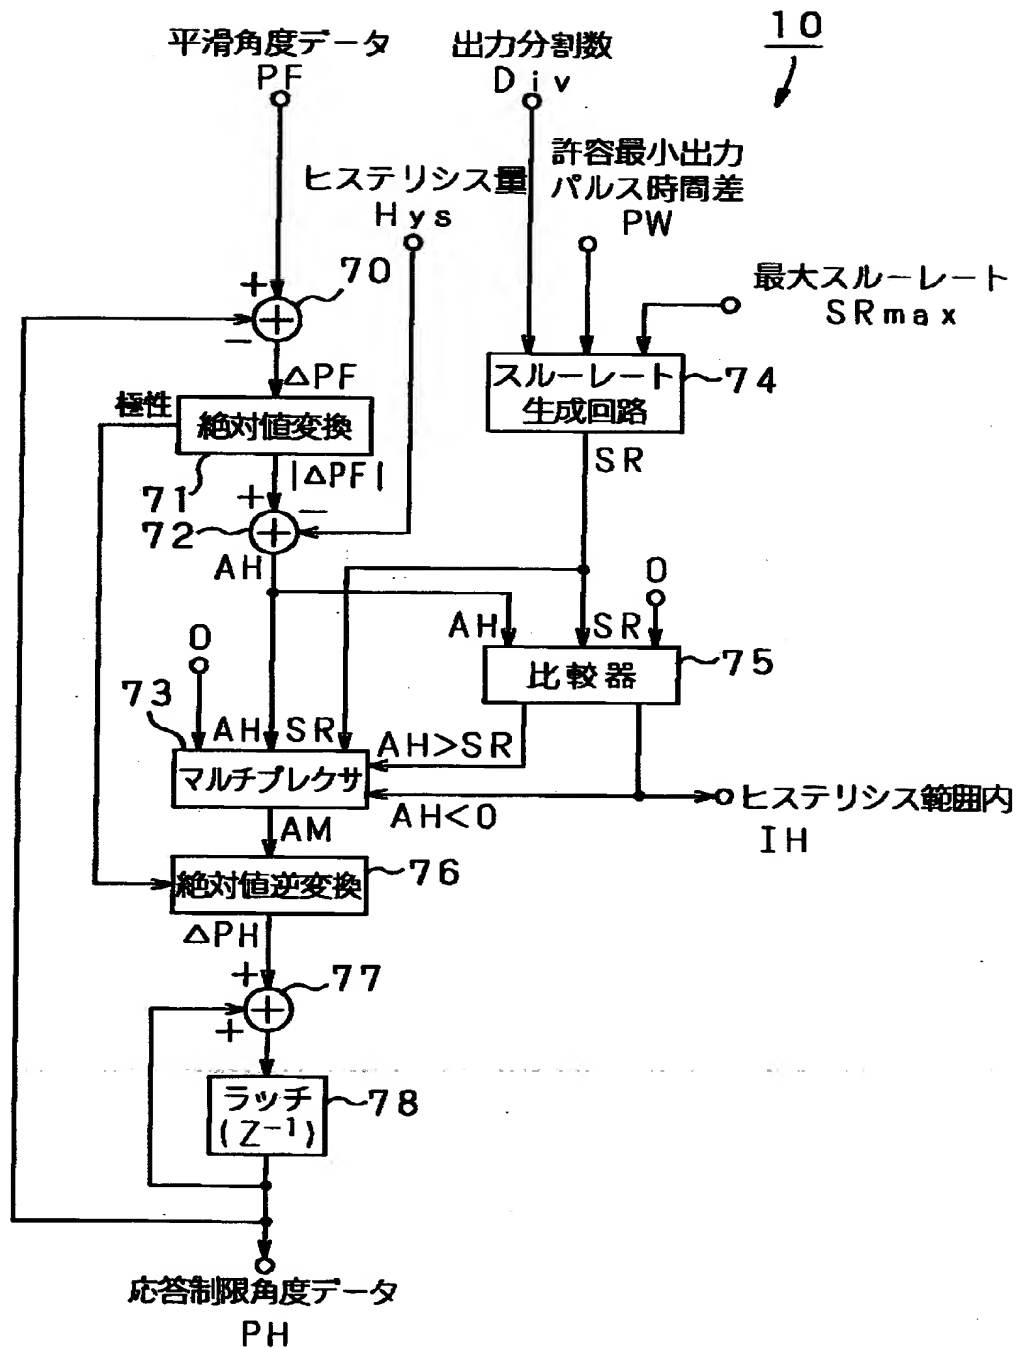 10
平滑角度データ
PF
出力分割数
Div
許容最小出力
パルス時間差
PW
ヒステリシス量
Hys
最大スルーレート
SRmax
70
+
+
−
ΔPF
スルーレート
生成回路
74
極性
絶対値変換
SR
71
|ΔPF|
+
−
72
+
AH
0
0
AH
SR
比較器
75
73
AH
SR
AH>SR
マルチプレクサ
AH<0
ヒステリシス範囲内
IH
AM
絶対値逆変換
76
ΔPH
+
77
+
+
ラッチ
(Z⁻¹)
78
応答制限角度データ
PH